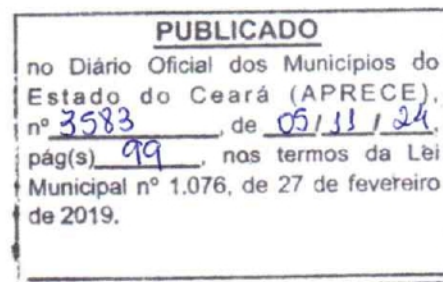 PUBLICADO
no Diário Oficial dos Municípios do
Estado do Ceará (APRECE),
nº 3583, de 05/11/24,
pág(s) 99, nos termos da Lei
Municipal nº 1.076, de 27 de fevereiro
de 2019.